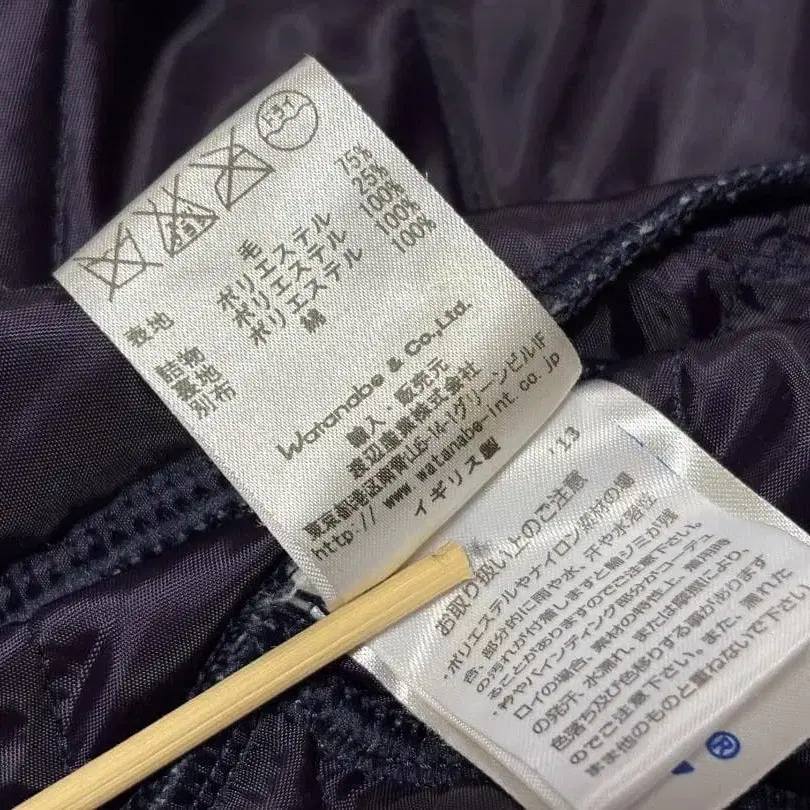 ドライ
表地 毛 75%
ポリエステル 25%
詰物 ポリエステル 100%
裏地 ポリエステル 100%
別布 綿 100%
Watanabe & Co.,Ltd.
輸入・販売元
渡辺産業株式会社
東京都港区南青山6-14-1グリーンビル1F
http://www.watanabe-int.co.jp
イギリス製
'13
お取り扱い上のご注意
・ポリエステルやナイロン素材の場
合、部分的に雨や水、汗や水溶性
の汚れが付着しますと輪ジミが残
ることがありますのでご注意下さい。
・衿やパインディング部分がコーデュ
ロイの場合、素材の特性上、着用時
の発汗、水濡れ、または摩擦により、
色落ち及び色移りする事があります
のでご注意下さい。また、濡れた
まま他のものと重ねないで下さい
®